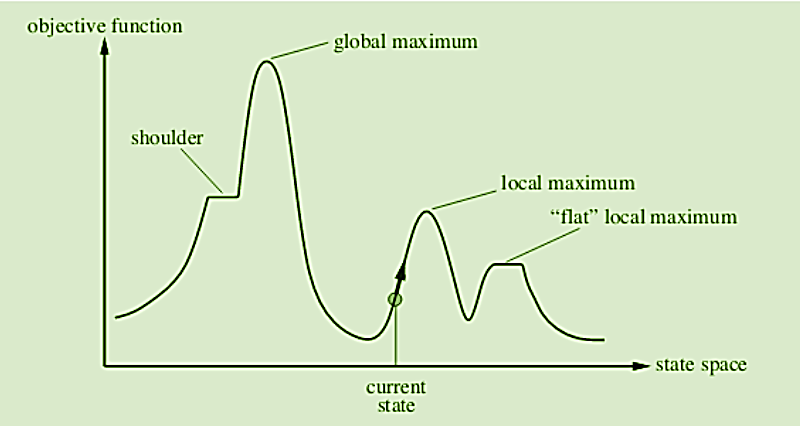 objective function
global maximum
shoulder
local maximum
“flat” local maximum
state space
current
state